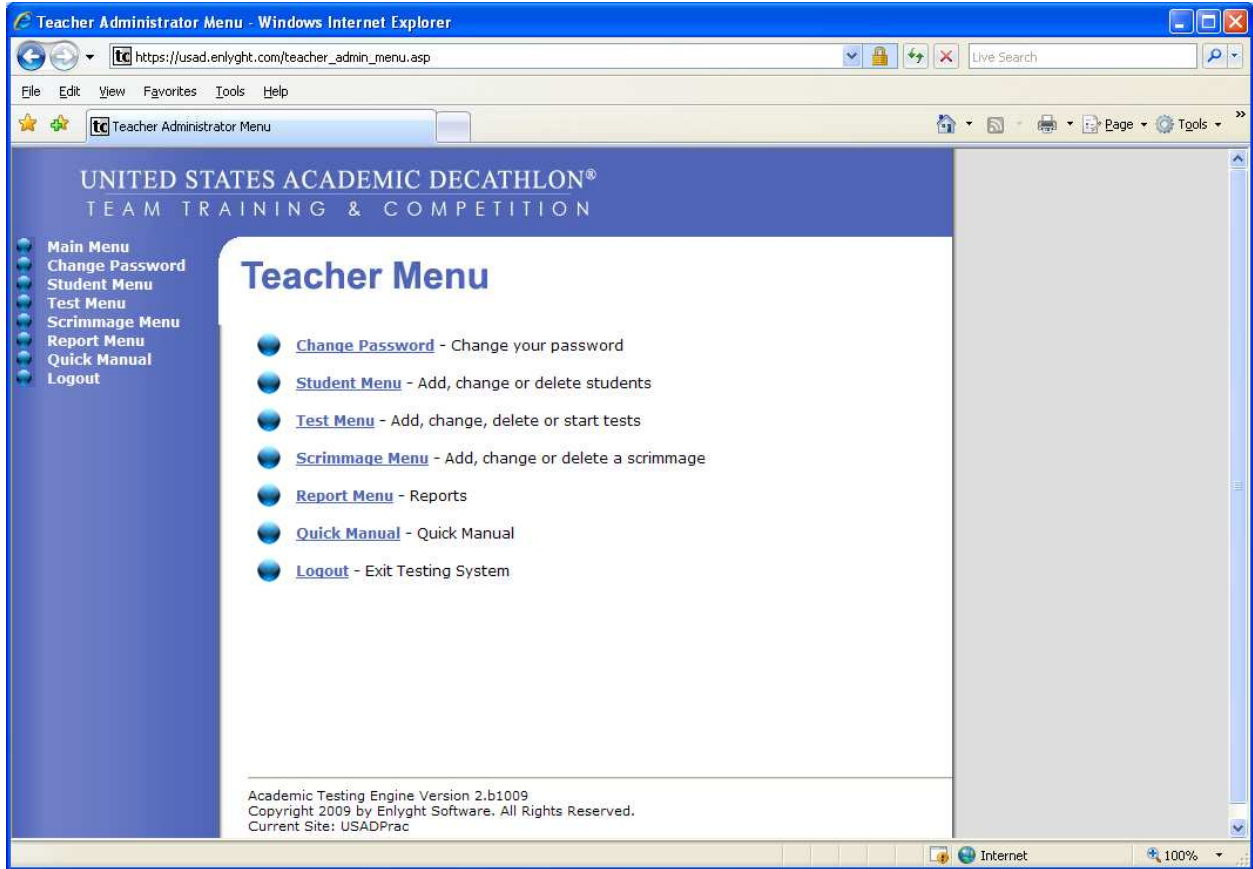 Teacher Administrator Menu - Windows Internet Explorer
tc https://usad.enlyght.com/teacher_admin_menu.asp
Live Search
File Edit View Favorites Tools Help
tc Teacher Administrator Menu
Page Tools »
UNITED STATES ACADEMIC DECATHLON®
TEAM TRAINING & COMPETITION
Main Menu
Change Password
Student Menu
Test Menu
Scrimmage Menu
Report Menu
Quick Manual
Logout
Teacher Menu
Change Password - Change your password
Student Menu - Add, change or delete students
Test Menu - Add, change, delete or start tests
Scrimmage Menu - Add, change or delete a scrimmage
Report Menu - Reports
Quick Manual - Quick Manual
Logout - Exit Testing System
Academic Testing Engine Version 2.b1009
Copyright 2009 by Enlyght Software. All Rights Reserved.
Current Site: USADPrac
Internet
100%